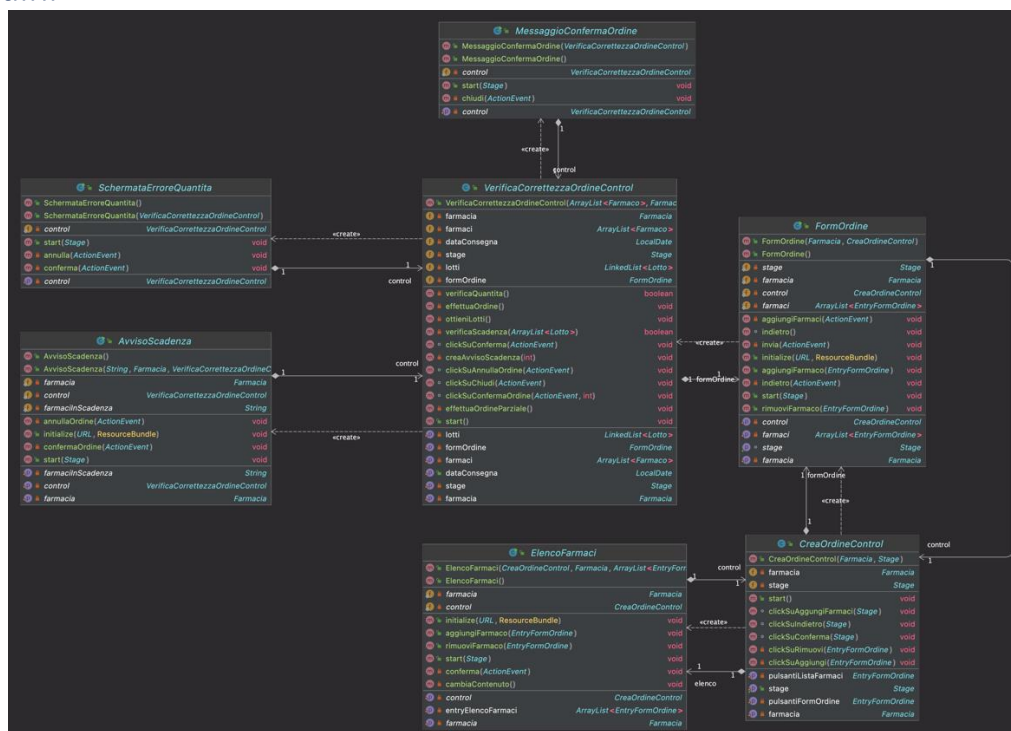 MessaggioConfermaOrdine
MessaggioConfermaOrdine(VerificaCorrettezzaOrdineControl)
MessaggioConfermaOrdine()
control VerificaCorrettezzaOrdineControl
start(Stage) void
chiudi(ActionEvent) void
control VerificaCorrettezzaOrdineControl
1
«create»
control
SchermataErroreQuantita
SchermataErroreQuantita()
SchermataErroreQuantita(VerificaCorrettezzaOrdineControl)
control VerificaCorrettezzaOrdineControl
start(Stage) void
annulla(ActionEvent) void
conferma(ActionEvent) void
control VerificaCorrettezzaOrdineControl
«create»
1 1
control
VerificaCorrettezzaOrdineControl
VerificaCorrettezzaOrdineControl(ArrayList<Farmaco>, Farmac
farmacia Farmacia
farmaci ArrayList<Farmaco>
dataConsegna LocalDate
stage Stage
lotti LinkedList<Lotto>
formOrdine FormOrdine
verificaQuantita() boolean
effettuaOrdine() void
ottieniLotti() void
verificaScadenza(ArrayList<Lotto>) boolean
clickSuConferma(ActionEvent) void
creaAvvisoScadenza(int) void
clickSuAnnullaOrdine(ActionEvent) void
clickSuChiudi(ActionEvent) void
clickSuConfermaOrdine(ActionEvent, int) void
effettuaOrdineParziale() void
start() void
lotti LinkedList<Lotto>
formOrdine FormOrdine
farmaci ArrayList<Farmaco>
dataConsegna LocalDate
stage Stage
farmacia Farmacia
FormOrdine
FormOrdine(Farmacia, CreaOrdineControl)
FormOrdine()
stage Stage
farmacia Farmacia
control CreaOrdineControl
farmaci ArrayList<EntryFormOrdine>
aggiungiFarmaci(ActionEvent) void
indietro() void
invia(ActionEvent) void
initialize(URL, ResourceBundle) void
aggiungiFarmaco(EntryFormOrdine) void
indietro(ActionEvent) void
start(Stage) void
rimuoviFarmaco(EntryFormOrdine) void
control CreaOrdineControl
farmaci ArrayList<EntryFormOrdine>
stage Stage
farmacia Farmacia
1
«create»
1 formOrdine 1
AvvisoScadenza
AvvisoScadenza()
AvvisoScadenza(String, Farmacia, VerificaCorrettezzaOrdineC
farmacia Farmacia
control VerificaCorrettezzaOrdineControl
farmaciInScadenza String
annullaOrdine(ActionEvent) void
initialize(URL, ResourceBundle) void
confermaOrdine(ActionEvent) void
start(Stage) void
farmaciInScadenza String
control VerificaCorrettezzaOrdineControl
farmacia Farmacia
control
1 1
«create»
1 formOrdine
«create»
1
control
1
ElencoFarmaci
ElencoFarmaci(CreaOrdineControl, Farmacia, ArrayList<EntryForr
ElencoFarmaci()
farmacia Farmacia
control CreaOrdineControl
initialize(URL, ResourceBundle) void
aggiungiFarmaco(EntryFormOrdine) void
rimuoviFarmaco(EntryFormOrdine) void
start(Stage) void
conferma(ActionEvent) void
cambiaContenuto() void
control CreaOrdineControl
entryElencoFarmaci ArrayList<EntryFormOrdine>
farmacia Farmacia
control
1 1
«create»
1 1
elenco
CreaOrdineControl
CreaOrdineControl(Farmacia, Stage)
farmacia Farmacia
stage Stage
start() void
clickSuAggungiFarmaci(Stage) void
clickSuIndietro(Stage) void
clickSuConferma(Stage) void
clickSuRimuovi(EntryFormOrdine) void
clickSuAggiungi(EntryFormOrdine) void
pulsantiListaFarmaci EntryFormOrdine
stage Stage
pulsantiFormOrdine EntryFormOrdine
farmacia Farmacia